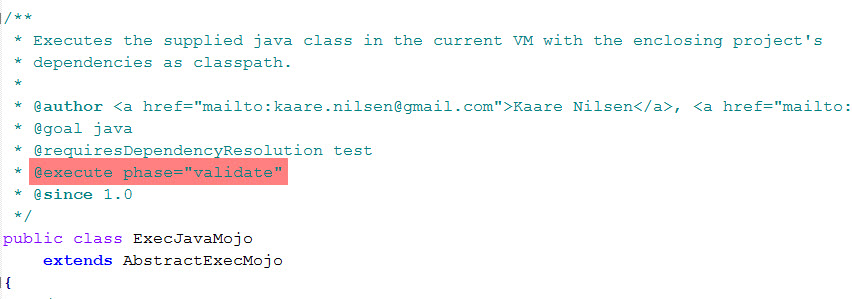 /**
 * Executes the supplied java class in the current VM with the enclosing project's
 * dependencies as classpath.
 *
 * @author <a href="mailto:kaare.nilsen@gmail.com">Kaare Nilsen</a>, <a href="mailto:
 * @goal java
 * @requiresDependencyResolution test
 * @execute phase="validate"
 * @since 1.0
 */
public class ExecJavaMojo
    extends AbstractExecMojo
{